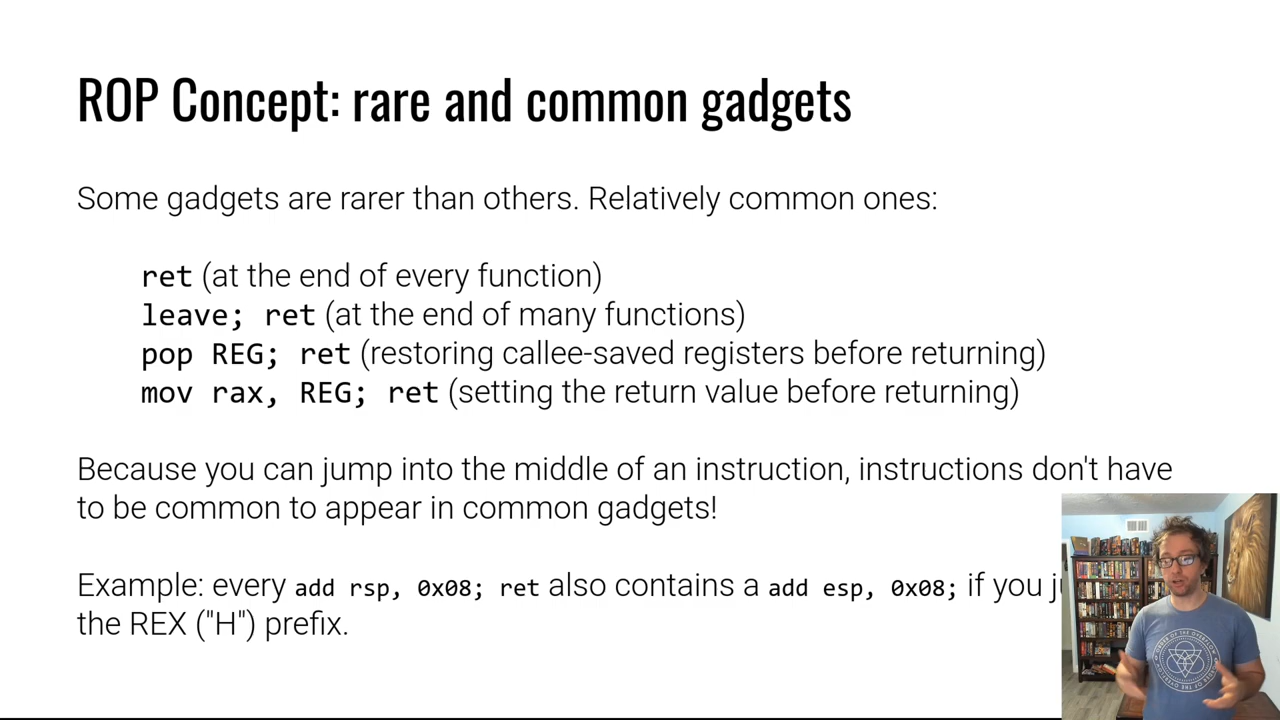 ROP Concept: rare and common gadgets
Some gadgets are rarer than others. Relatively common ones:
ret (at the end of every function)
leave; ret (at the end of many functions)
pop REG; ret (restoring callee-saved registers before returning)
mov rax, REG; ret (setting the return value before returning)
Because you can jump into the middle of an instruction, instructions don't have
to be common to appear in common gadgets!
Example: every add rsp, 0x08; ret also contains a add esp, 0x08; if you
the REX ("H") prefix.